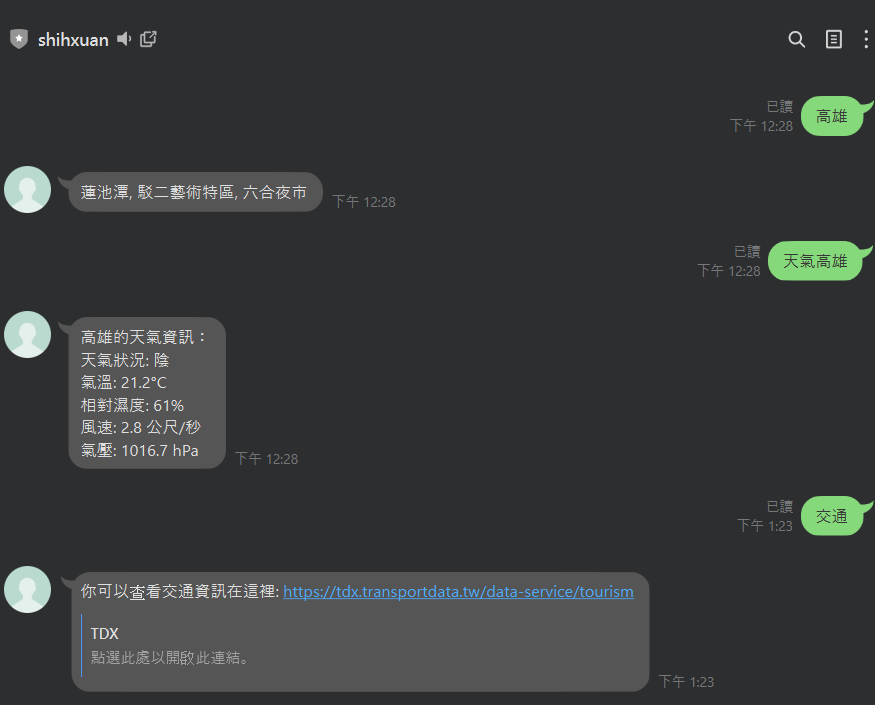 shihxuan
已讀
下午 12:28
高雄
蓮池潭, 駁二藝術特區, 六合夜市
下午 12:28
已讀
下午 12:28
天氣高雄
高雄的天氣資訊：
天氣狀況: 陰
氣溫: 21.2°C
相對濕度: 61%
風速: 2.8 公尺/秒
氣壓: 1016.7 hPa
下午 12:28
已讀
下午 1:23
交通
你可以查看交通資訊在這裡: https://tdx.transportdata.tw/data-service/tourism
TDX
點選此處以開啟此連結。
下午 1:23